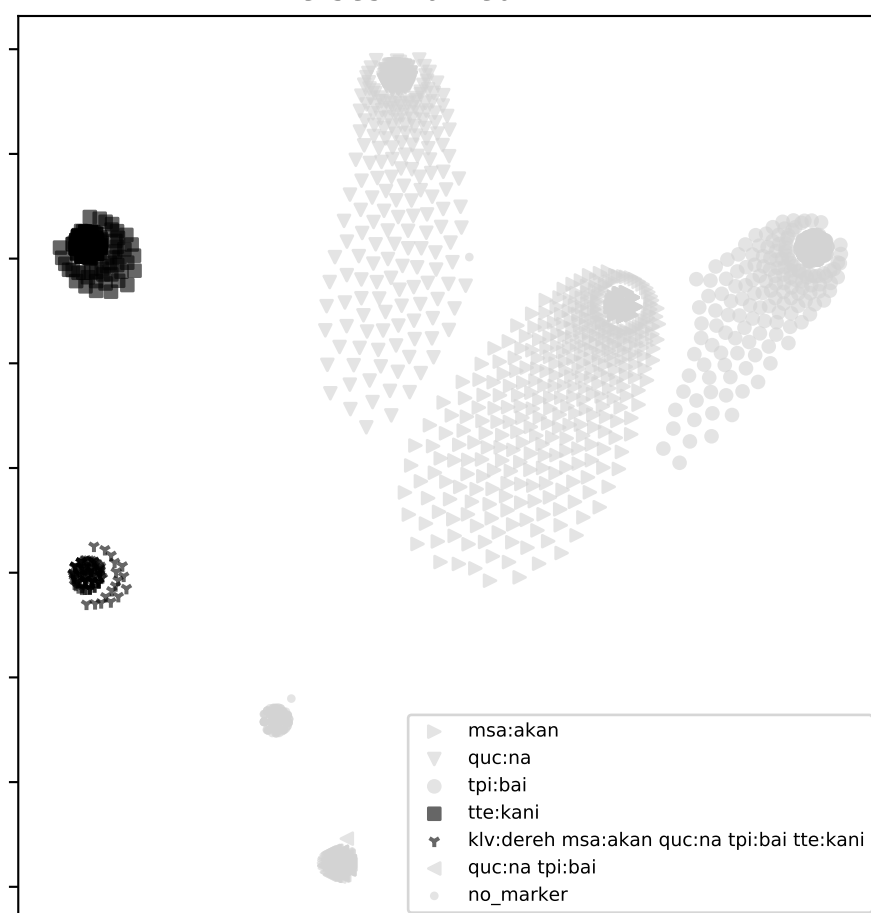 msa:akan
quc:na
tpi:bai
tte:kani
klv:dereh msa:akan quc:na tpi:bai tte:kani
quc:na tpi:bai
no_marker